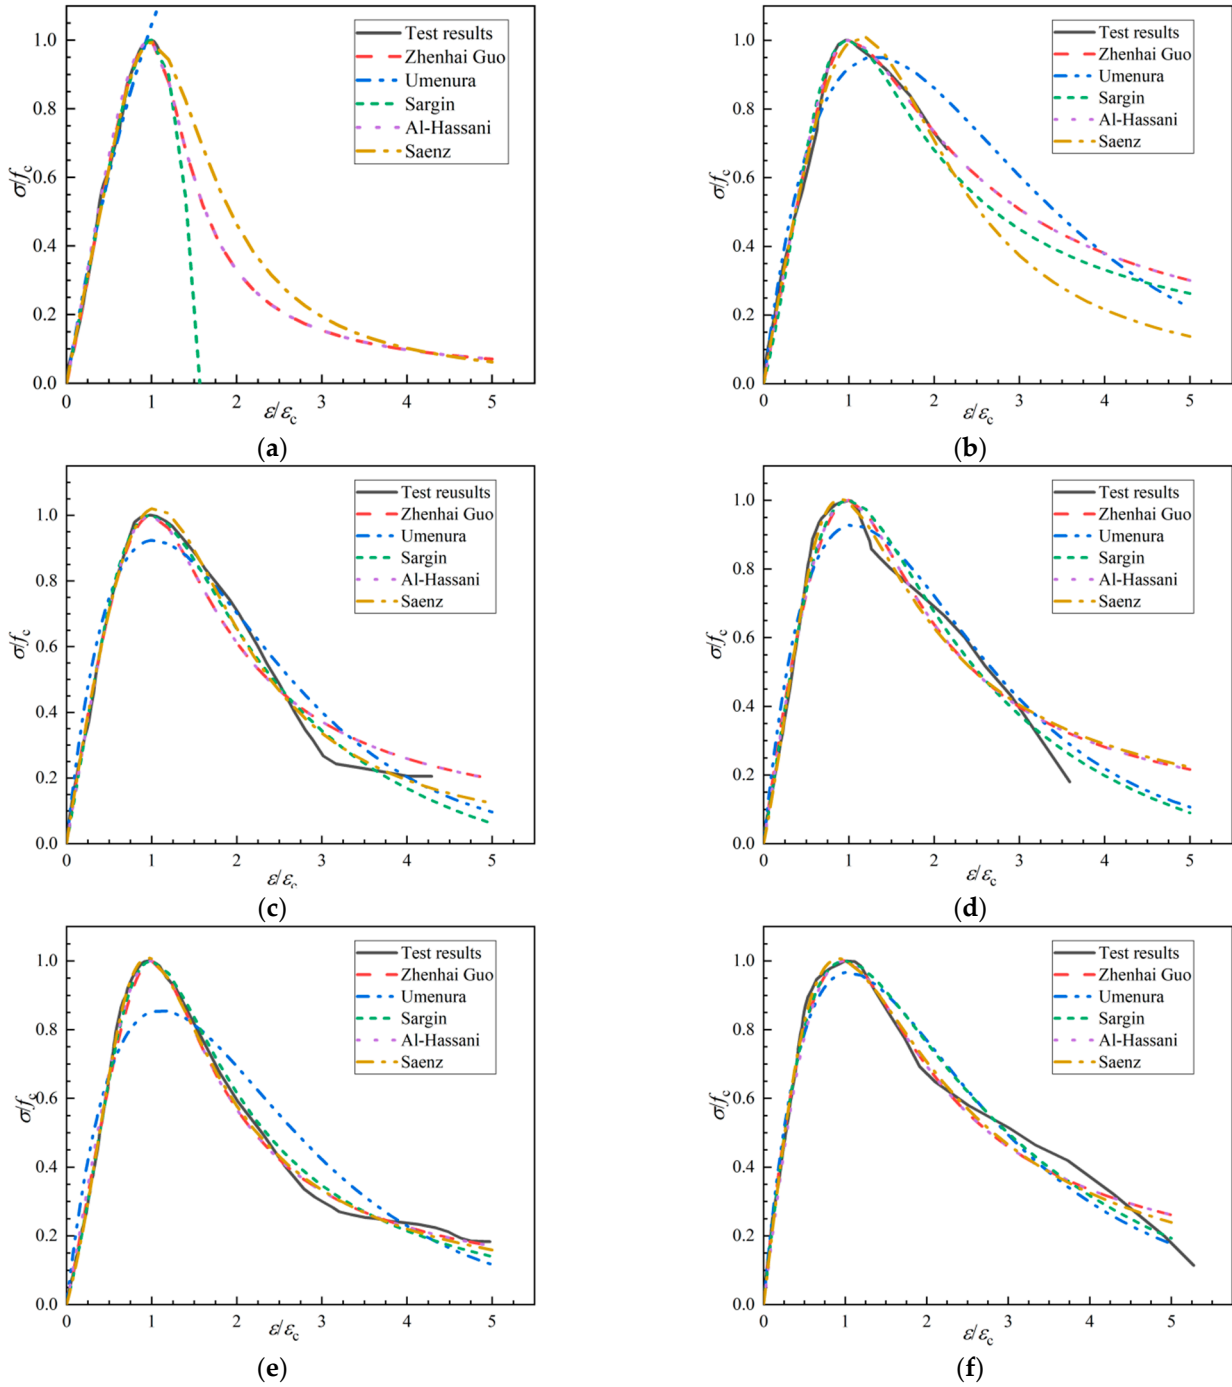 1.0
0.8
0.6
0.4
0.2
0.0
σ/fc
0 1 2 3 4 5
ε/εc
Test results
Zhenhai Guo
Umenura
Sargin
Al-Hassani
Saenz
(a)
1.0
0.8
0.6
0.4
0.2
0.0
σ/fc
0 1 2 3 4 5
ε/εc
Test results
Zhenhai Guo
Umenura
Sargin
Al-Hassani
Saenz
(b)
1.0
0.8
0.6
0.4
0.2
0.0
σ/fc
0 1 2 3 4 5
ε/εc
Test reusults
Zhenhai Guo
Umenura
Sargin
Al-Hassani
Saenz
(c)
1.0
0.8
0.6
0.4
0.2
0.0
σ/fc
0 1 2 3 4 5
ε/εc
Test results
Zhenhai Guo
Umenura
Sargin
Al-Hassani
Saenz
(d)
1.0
0.8
0.6
0.4
0.2
0.0
σ/fc
0 1 2 3 4 5
ε/εc
Test results
Zhenhai Guo
Umenura
Sargin
Al-Hassani
Saenz
(e)
1.0
0.8
0.6
0.4
0.2
0.0
σ/fc
0 1 2 3 4 5
ε/εc
Test results
Zhenhai Guo
Umenura
Sargin
Al-Hassani
Saenz
(f)